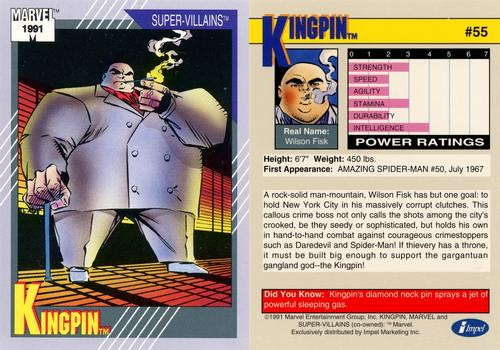 MARVEL™
1991
SUPER-VILLAINS™
KINGPIN™
KINGPIN™
#55
0 1 2 3 4 5 6 7
STRENGTH
SPEED
AGILITY
STAMINA
DURABILITY
INTELLIGENCE
POWER RATINGS
Real Name:
Wilson Fisk
Height: 6'7" Weight: 450 lbs.
First Appearance: AMAZING SPIDER-MAN #50, July 1967
A rock-solid man-mountain, Wilson Fisk has but one goal: to
hold New York City in his massively corrupt clutches. This
callous crime boss not only calls the shots among the city's
crooked, be they seedy or sophisticated, but holds his own
in hand-to-hand combat against courageous crimestoppers
such as Daredevil and Spider-Man! If thievery has a throne,
it must be built big enough to support the gargantuan
gangland god--the Kingpin!
Did You Know: Kingpin's diamond neck pin sprays a jet of
powerful sleeping gas.
©1991 Marvel Entertainment Group, Inc. KINGPIN, MARVEL and
SUPER-VILLAINS (co-owned): ™ Marvel.
Exclusively distributed by Impel Marketing Inc.
impel